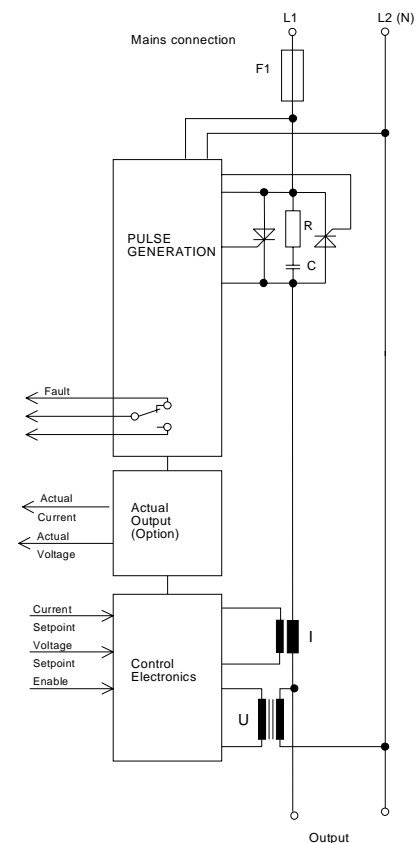 L1
L2 (N)
Mains connection
F1
R
PULSE
GENERATION
C
Fault
Actual
Current
Actual
Voltage
Actual
Output
(Option)
Current
Setpoint
Voltage
Setpoint
Enable
Control
Electronics
I
U
Output